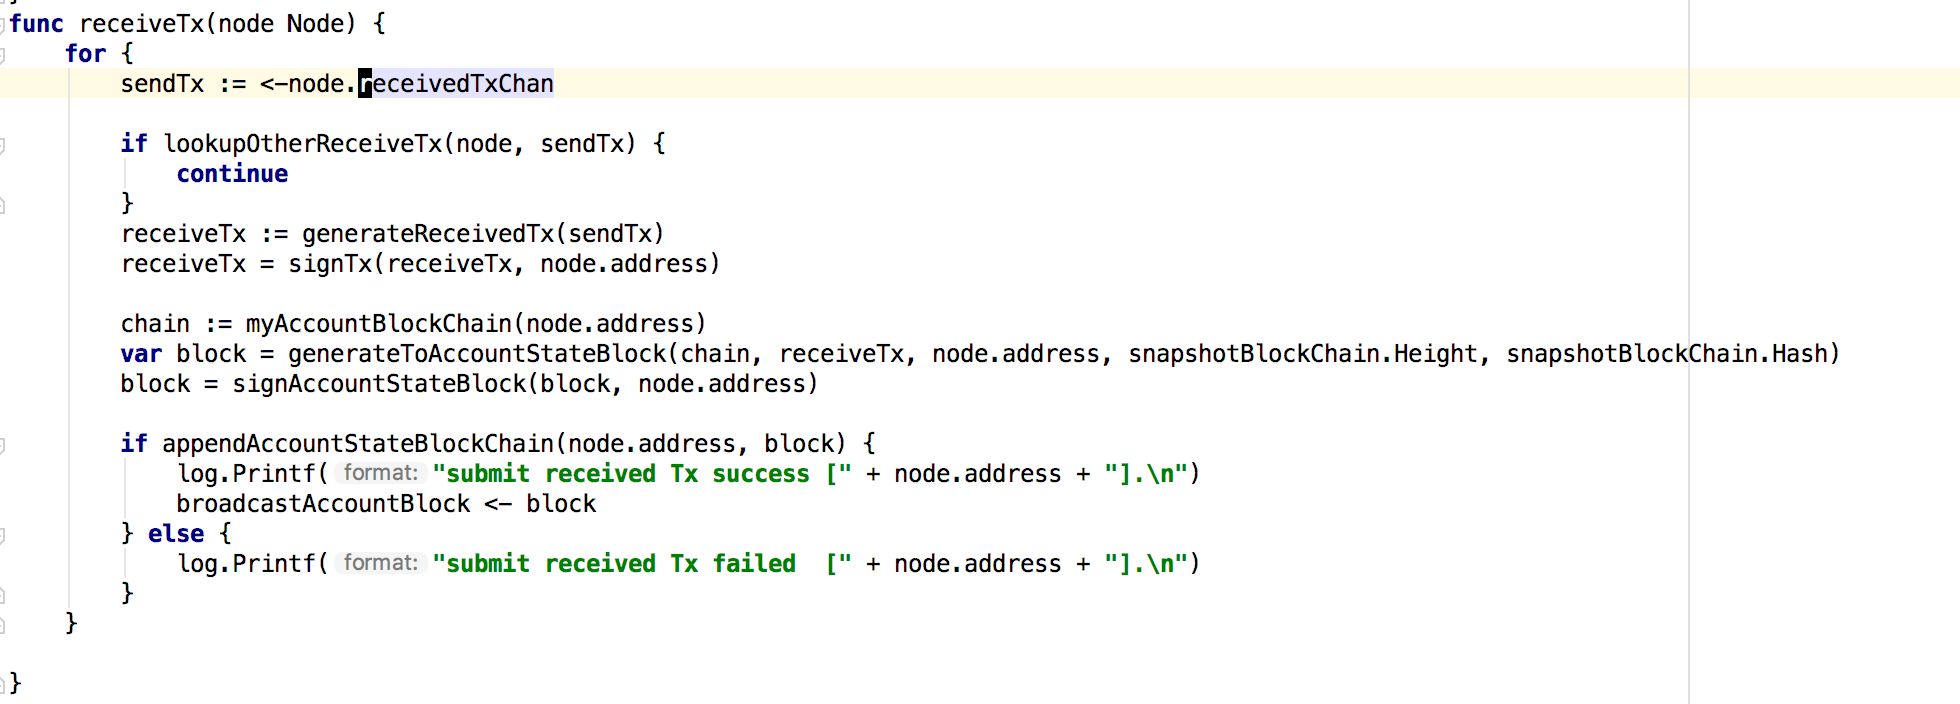 func receiveTx(node Node) {
    for {
        sendTx := <-node.receivedTxChan

        if lookupOtherReceiveTx(node, sendTx) {
            continue
        }
        receiveTx := generateReceivedTx(sendTx)
        receiveTx = signTx(receiveTx, node.address)

        chain := myAccountBlockChain(node.address)
        var block = generateToAccountStateBlock(chain, receiveTx, node.address, snapshotBlockChain.Height, snapshotBlockChain.Hash)
        block = signAccountStateBlock(block, node.address)

        if appendAccountStateBlockChain(node.address, block) {
            log.Printf( format: "submit received Tx success [" + node.address + "].\n")
            broadcastAccountBlock <- block
        } else {
            log.Printf( format: "submit received Tx failed  [" + node.address + "].\n")
        }
    }

}